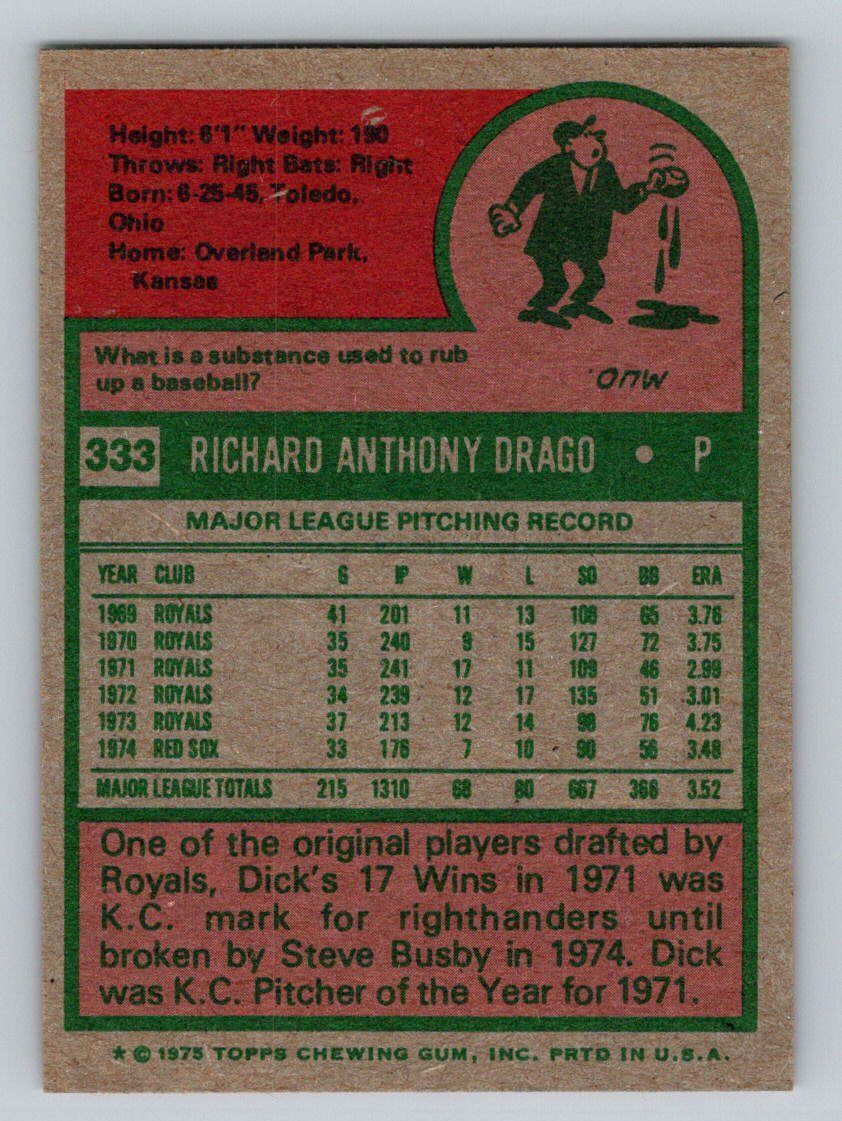 Height: 6'1" Weight: 190
Throws: Right Bats: Right
Born: 6-25-45, Toledo,
Ohio
Home: Overland Park,
Kansas
What is a substance used to rub
up a baseball?
MUD.
333 RICHARD ANTHONY DRAGO • P
MAJOR LEAGUE PITCHING RECORD
YEAR CLUB G IP W L SO BB ERA
1969 ROYALS 41 201 11 13 108 65 3.76
1970 ROYALS 35 240 9 15 127 72 3.75
1971 ROYALS 35 241 17 11 109 46 2.99
1972 ROYALS 34 239 12 17 135 51 3.01
1973 ROYALS 37 213 12 14 98 76 4.23
1974 RED SOX 33 176 7 10 90 56 3.48
MAJOR LEAGUE TOTALS 215 1310 68 80 667 366 3.52
One of the original players drafted by
Royals, Dick's 17 Wins in 1971 was
K.C. mark for righthanders until
broken by Steve Busby in 1974. Dick
was K.C. Pitcher of the Year for 1971.
* © 1975 TOPPS CHEWING GUM, INC. PRTD IN U.S.A.